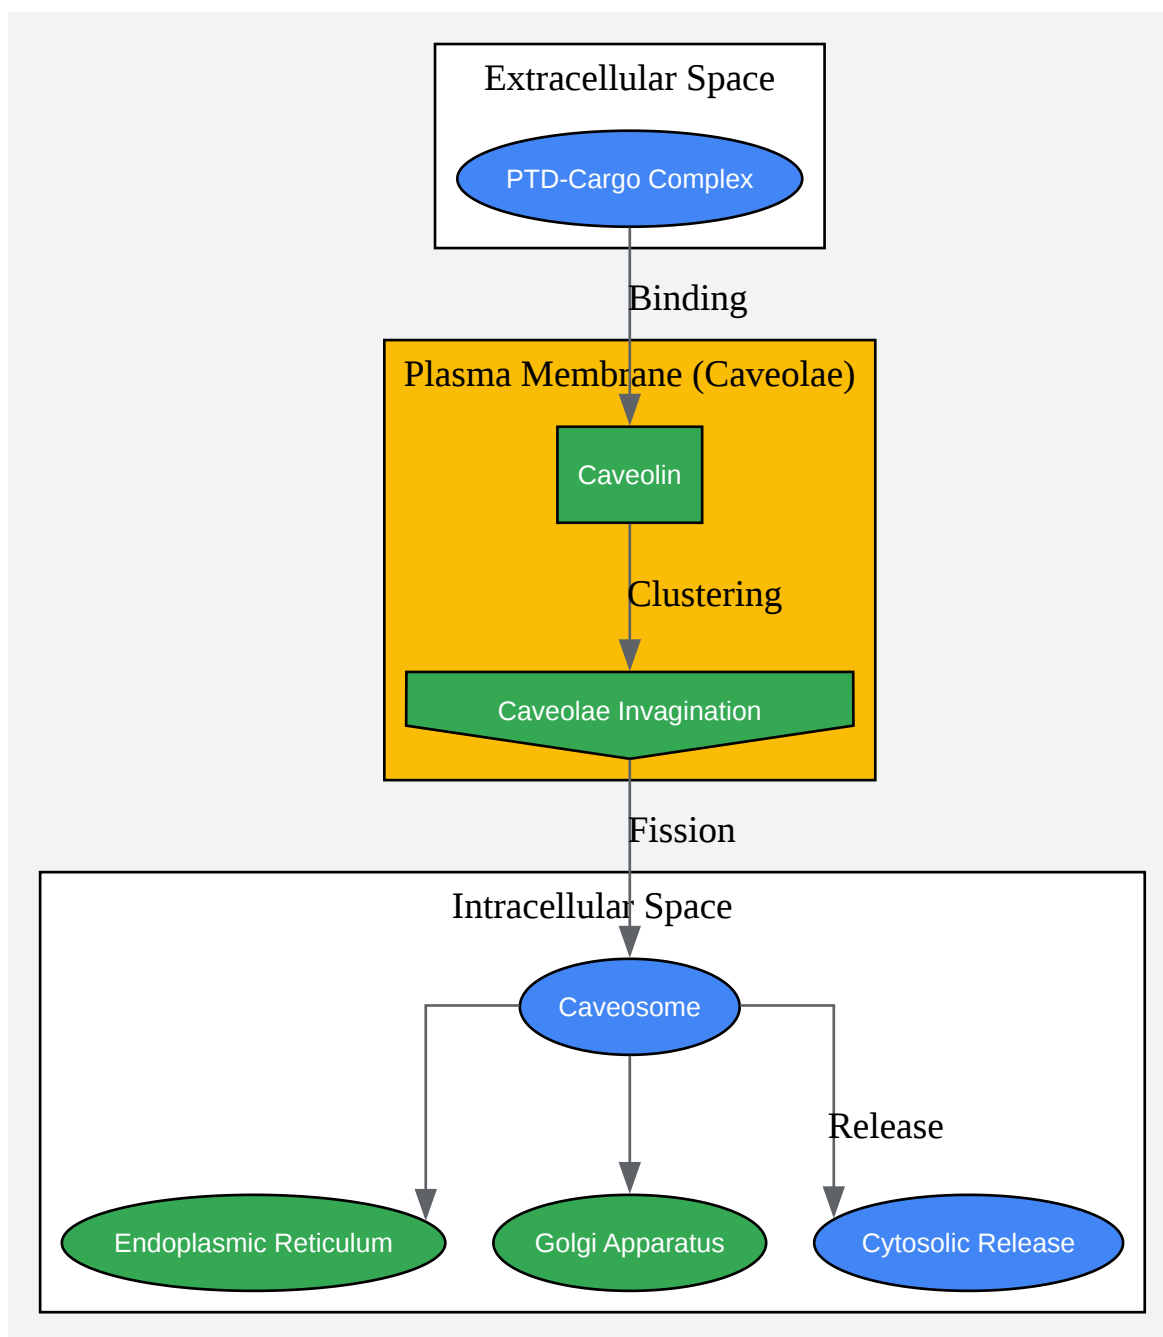 Extracellular Space
PTD-Cargo Complex
Binding
Plasma Membrane (Caveolae)
Caveolin
Clustering
Caveolae Invagination
Fission
Intracellular Space
Caveosome
Release
Endoplasmic Reticulum
Golgi Apparatus
Cytosolic Release